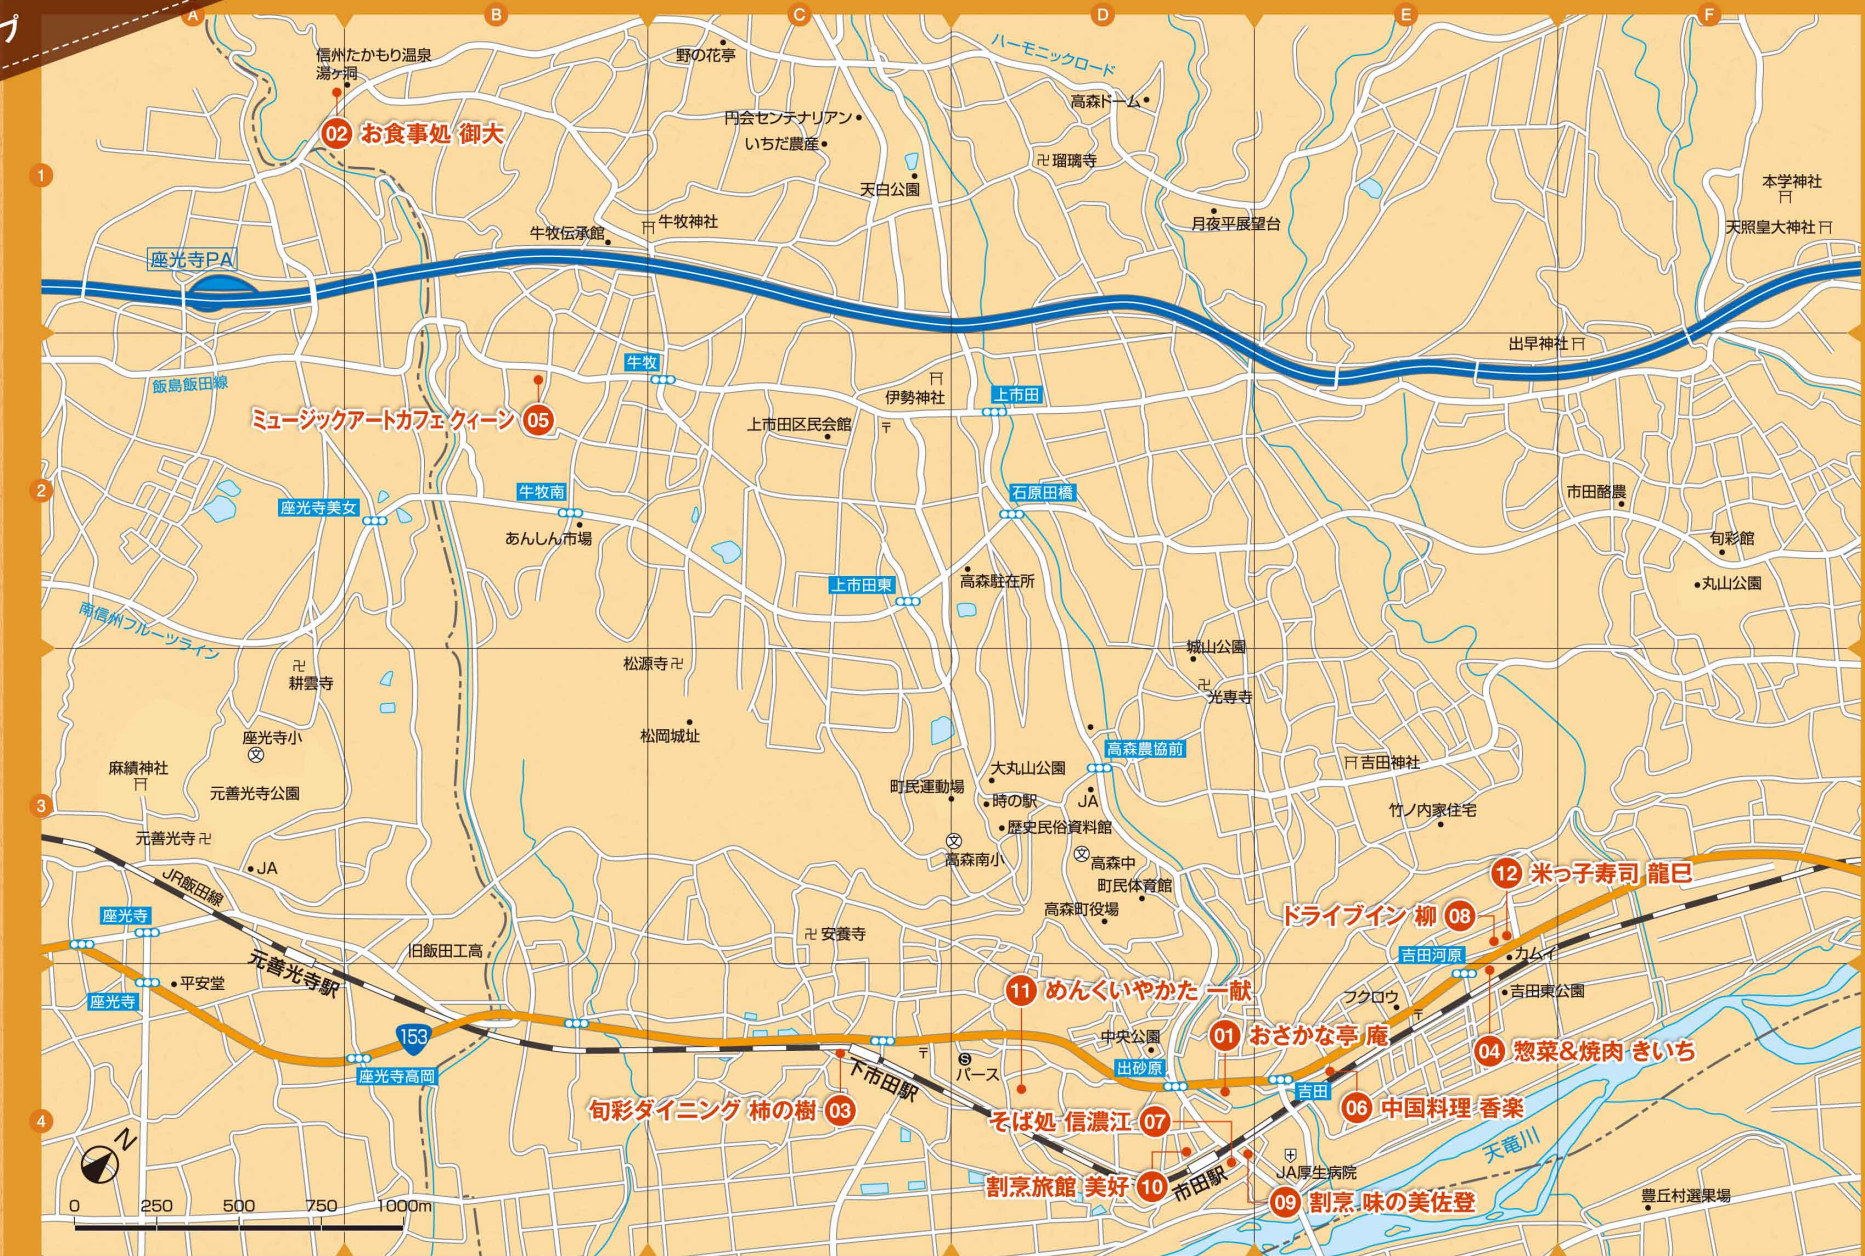 プ
A
B
C
D
E
F
1
2
3
4
信州たかもり温泉
湯ヶ洞
02 お食事処 御大
野の花亭
ハーモニックロード
高森ドーム
円会センテナリアン
いちだ農産
卍瑠璃寺
天白公園
本学神社
月夜平展望台
天照皇大神社
牛牧伝承館
牛牧神社
座光寺PA
出早神社
飯島飯田線
牛牧
伊勢神社
上市田
ミュージックアートカフェ クィーン 05
上市田区民会館
〒
座光寺美女
牛牧南
石原田橋
市田酪農
あんしん市場
旬彩館
上市田東
高森駐在所
丸山公園
南信州フルーツライン
城山公園
松源寺卍
卍
耕雲寺
卍
光専寺
松岡城址
座光寺小
文
高森農協前
麻績神社
大丸山公園
吉田神社
元善光寺公園
町民運動場
時の駅
JA
竹ノ内家住宅
元善光寺卍
歴史民俗資料館
文
高森南小
文
高森中
JA
JR飯田線
町民体育館
12 米っ子寿司 龍巳
座光寺
高森町役場
ドライブイン 柳 08
卍安養寺
旧飯田工高
吉田河原
カムイ
元善光寺駅
平安堂
座光寺
11 めんくいやかた 一献
フクロウ
〒
吉田東公園
153
中央公園
01 おさかな亭 庵
04 惣菜&焼肉 きいち
〒
S
パース
出砂原
座光寺高岡
下市田駅
吉田
旬彩ダイニング 柿の樹 03
そば処 信濃江 07
06 中国料理 香楽
天竜川
N
JA厚生病院
割烹旅館 美好 10
市田駅
09 割烹 味の美佐登
豊丘村選果場
0 250 500 750 1000m